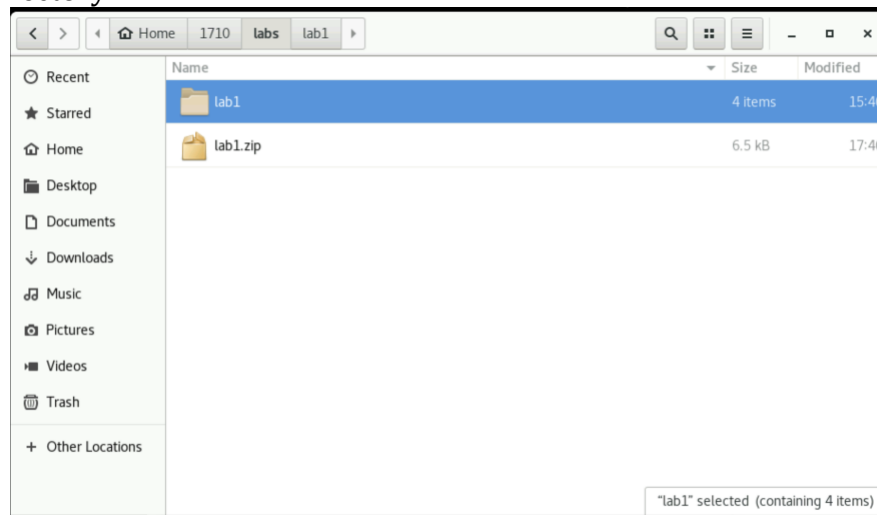 Home 1710 labs lab1
Name Size Modified
Recent
lab1 4 items
Starred
Home
lab1.zip 6.5 kB
Desktop
Documents
Downloads
Music
Pictures
Videos
Trash
+ Other Locations
"lab1" selected (containing 4 items)